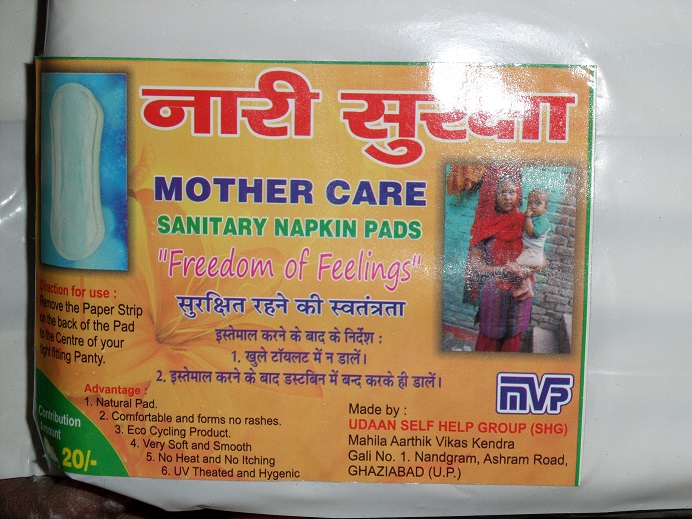 नारी सुरक्षा
MOTHER CARE
SANITARY NAPKIN PADS
"Freedom of Feelings"
सुरक्षित रहने की स्वतंत्रता
Direction for use :
Remove the Paper Strip
on the back of the Pad
to the Centre of your
tight fitting Panty.
इस्तेमाल करने के बाद के निर्देश :
1. खुले टॉयलट में न डालें।
2. इस्तेमाल करने के बाद डस्टबिन में बन्द करके ही डालें।
Advantage :
1. Natural Pad.
2. Comfortable and forms no rashes.
3. Eco Cycling Product.
4. Very Soft and Smooth
5. No Heat and No Itching
6. UV Theated and Hygenic
Contribution
Amount
20/-
MVP
Made by :
UDAAN SELF HELP GROUP (SHG)
Mahila Aarthik Vikas Kendra
Gali No. 1. Nandgram, Ashram Road,
GHAZIABAD (U.P.)